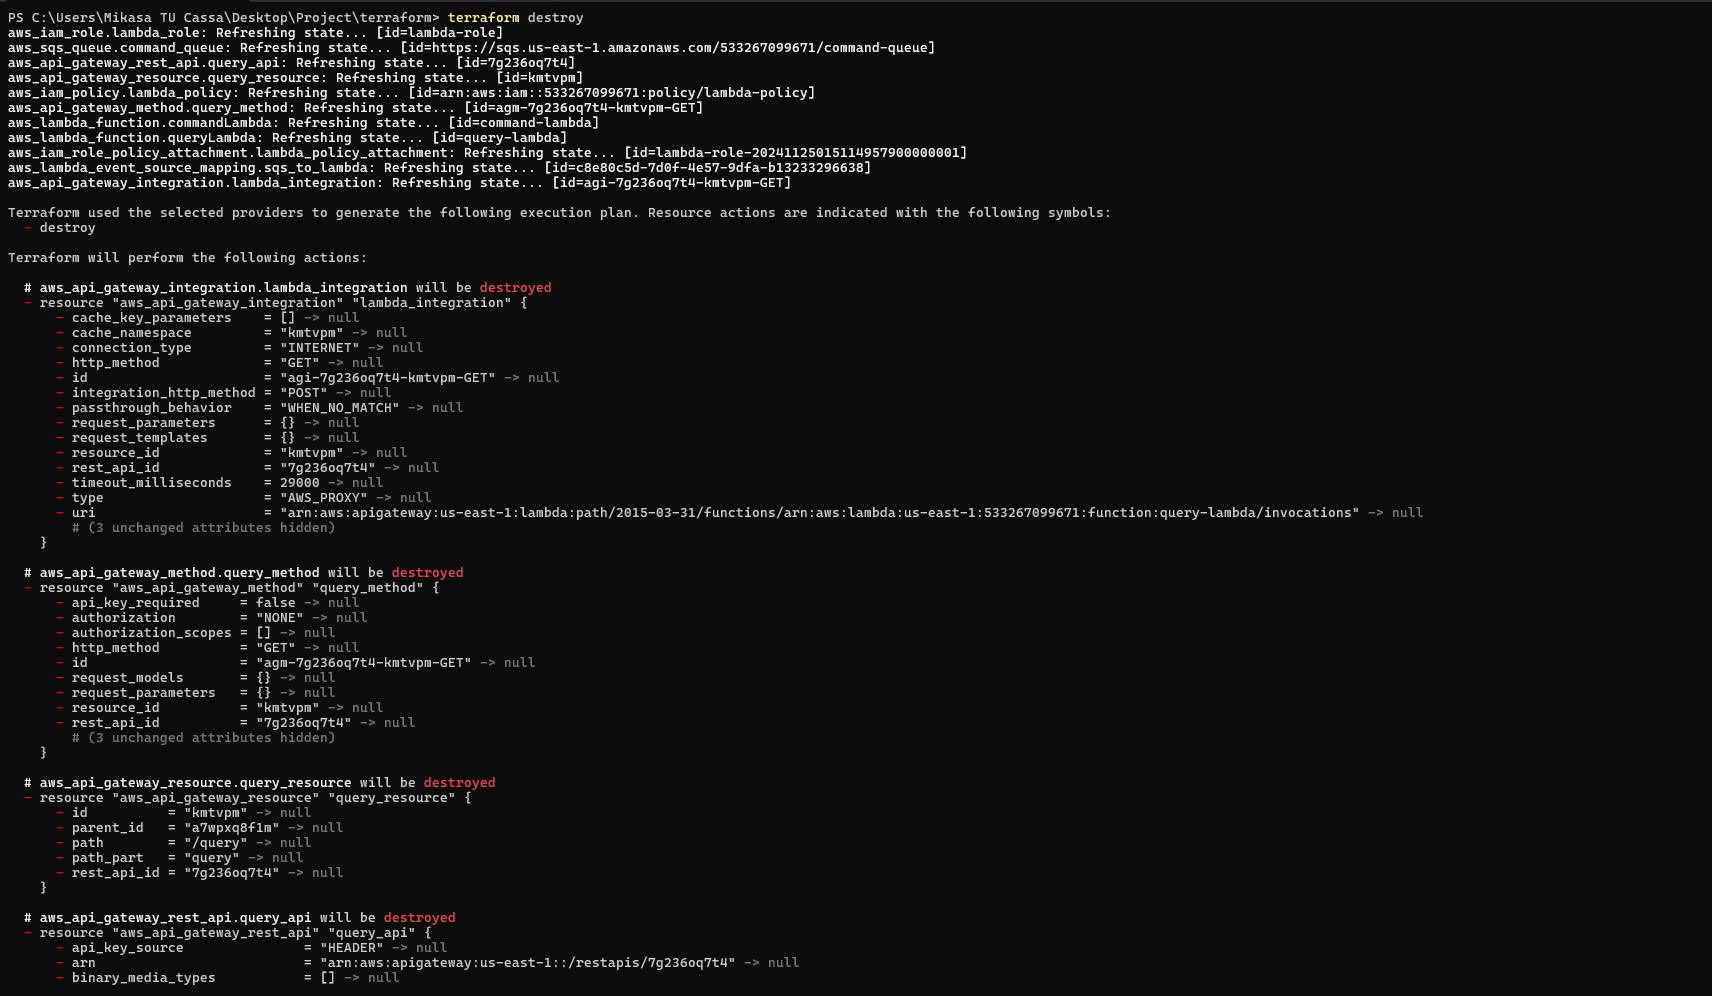 PS C:\Users\Mikasa TU Cassa\Desktop\Project\terraform> terraform destroy
aws_iam_role.lambda_role: Refreshing state... [id=lambda-role]
aws_sqs_queue.command_queue: Refreshing state... [id=https://sqs.us-east-1.amazonaws.com/533267099671/command-queue]
aws_api_gateway_rest_api.query_api: Refreshing state... [id=7g236oq7t4]
aws_api_gateway_resource.query_resource: Refreshing state... [id=kmtvpm]
aws_iam_policy.lambda_policy: Refreshing state... [id=arn:aws:iam::533267099671:policy/lambda-policy]
aws_api_gateway_method.query_method: Refreshing state... [id=agm-7g236oq7t4-kmtvpm-GET]
aws_lambda_function.commandLambda: Refreshing state... [id=command-lambda]
aws_lambda_function.queryLambda: Refreshing state... [id=query-lambda]
aws_iam_role_policy_attachment.lambda_policy_attachment: Refreshing state... [id=lambda-role-20241125015114957900000001]
aws_lambda_event_source_mapping.sqs_to_lambda: Refreshing state... [id=c8e80c5d-7d0f-4e57-9dfa-b13233296638]
aws_api_gateway_integration.lambda_integration: Refreshing state... [id=agi-7g236oq7t4-kmtvpm-GET]
Terraform used the selected providers to generate the following execution plan. Resource actions are indicated with the following symbols:
  - destroy
Terraform will perform the following actions:
  # aws_api_gateway_integration.lambda_integration will be destroyed
  - resource "aws_api_gateway_integration" "lambda_integration" {
      - cache_key_parameters    = [] -> null
      - cache_namespace         = "kmtvpm" -> null
      - connection_type         = "INTERNET" -> null
      - http_method             = "GET" -> null
      - id                      = "agi-7g236oq7t4-kmtvpm-GET" -> null
      - integration_http_method = "POST" -> null
      - passthrough_behavior    = "WHEN_NO_MATCH" -> null
      - request_parameters      = {} -> null
      - request_templates       = {} -> null
      - resource_id             = "kmtvpm" -> null
      - rest_api_id             = "7g236oq7t4" -> null
      - timeout_milliseconds    = 29000 -> null
      - type                    = "AWS_PROXY" -> null
      - uri                     = "arn:aws:apigateway:us-east-1:lambda:path/2015-03-31/functions/arn:aws:lambda:us-east-1:533267099671:function:query-lambda/invocations" -> null
        # (3 unchanged attributes hidden)
    }
  # aws_api_gateway_method.query_method will be destroyed
  - resource "aws_api_gateway_method" "query_method" {
      - api_key_required     = false -> null
      - authorization        = "NONE" -> null
      - authorization_scopes = [] -> null
      - http_method          = "GET" -> null
      - id                   = "agm-7g236oq7t4-kmtvpm-GET" -> null
      - request_models       = {} -> null
      - request_parameters   = {} -> null
      - resource_id          = "kmtvpm" -> null
      - rest_api_id          = "7g236oq7t4" -> null
        # (3 unchanged attributes hidden)
    }
  # aws_api_gateway_resource.query_resource will be destroyed
  - resource "aws_api_gateway_resource" "query_resource" {
      - id          = "kmtvpm" -> null
      - parent_id   = "a7wpxq8f1m" -> null
      - path        = "/query" -> null
      - path_part   = "query" -> null
      - rest_api_id = "7g236oq7t4" -> null
    }
  # aws_api_gateway_rest_api.query_api will be destroyed
  - resource "aws_api_gateway_rest_api" "query_api" {
      - api_key_source               = "HEADER" -> null
      - arn                          = "arn:aws:apigateway:us-east-1::/restapis/7g236oq7t4" -> null
      - binary_media_types           = [] -> null